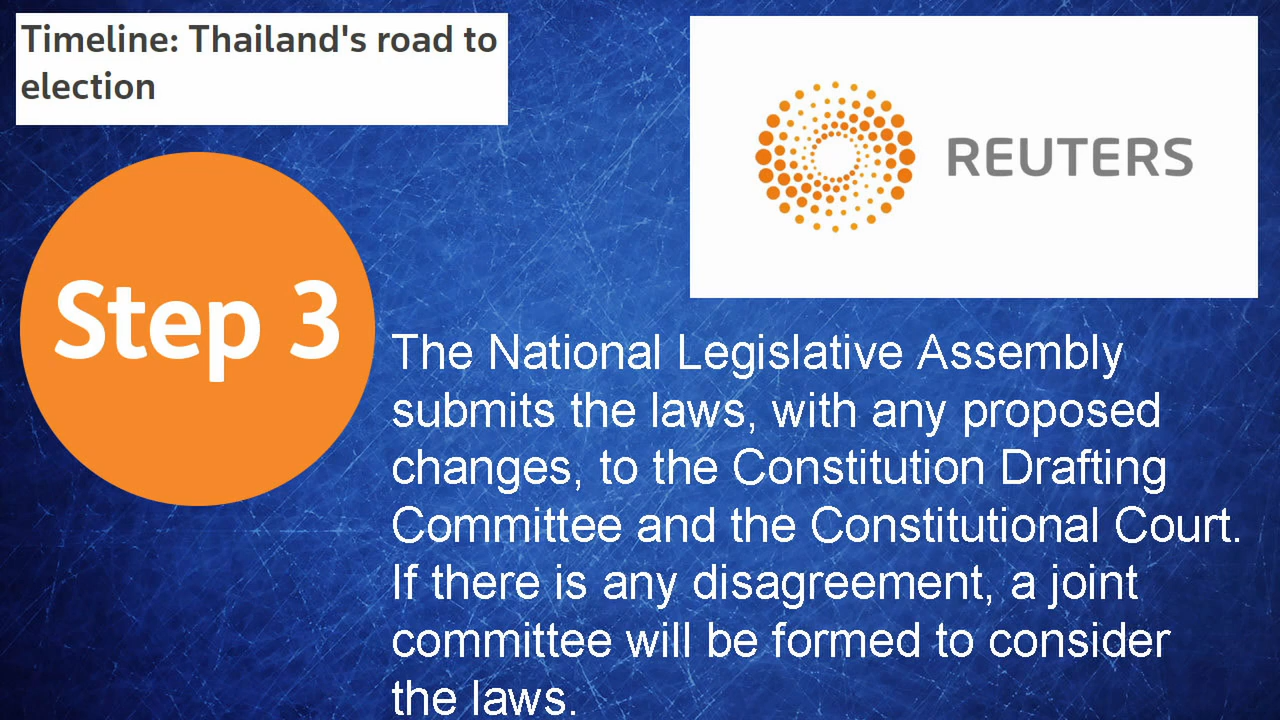 Timeline: Thailand's road to
election
REUTERS
Step 3
The National Legislative Assembly
submits the laws, with any proposed
changes, to the Constitution Drafting
Committee and the Constitutional Court.
If there is any disagreement, a joint
committee will be formed to consider
the laws.